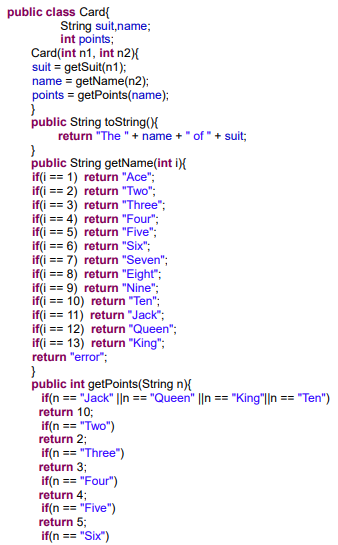 public class Card{
String suit,name;
int points;
Card(int n1, int n2){
suit = getSuit(n1);
name = getName(n2);
points = getPoints(name);
}
public String toString(){
return "The " + name + " of " + suit;
}
public String getName(int i){
if(i == 1) return "Ace";
if(i == 2) return "Two";
if(i == 3) return "Three";
if(i == 4) return "Four";
if(i == 5) return "Five";
if(i == 6) return "Six";
if(i == 7) return "Seven";
if(i == 8) return "Eight";
if(i == 9) return "Nine";
if(i == 10) return "Ten";
if(i == 11) return "Jack";
if(i == 12) return "Queen";
if(i == 13) return "King";
return "error";
}
public int getPoints(String n){
if(n == "Jack" ||n == "Queen" ||n == "King"||n == "Ten")
return 10;
if(n == "Two")
return 2;
if(n == "Three")
return 3;
if(n == "Four")
return 4;
if(n == "Five")
return 5;
if(n == "Six")